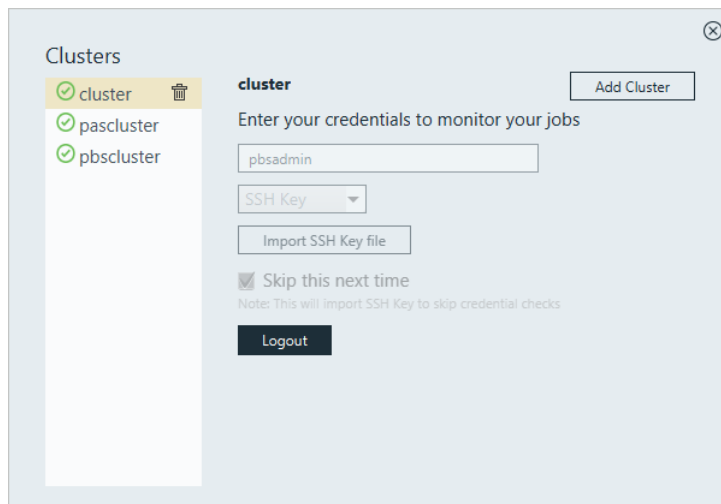 Clusters
cluster
pascluster
pbscluster
cluster
Add Cluster
Enter your credentials to monitor your jobs
pbsadmin
SSH Key
Import SSH Key file
Skip this next time
Note: This will import SSH Key to skip credential checks
Logout